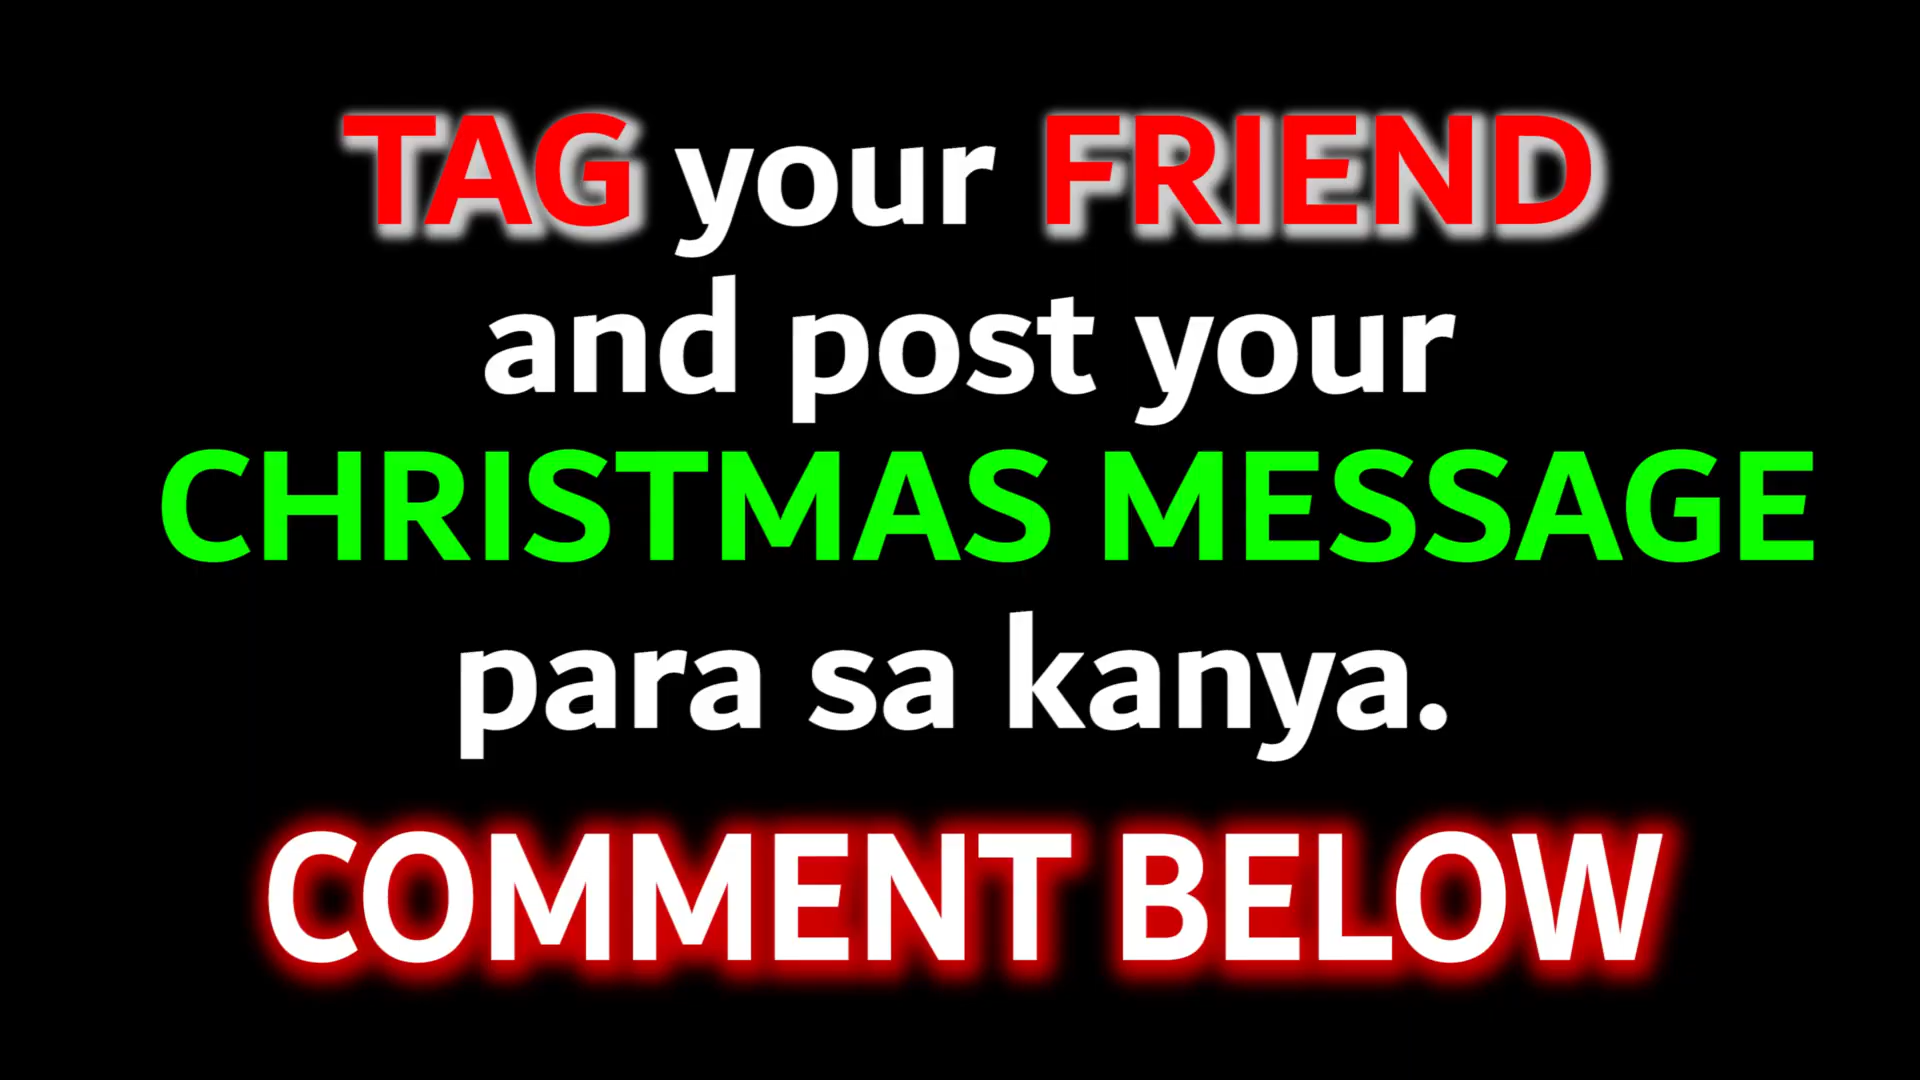 TAG your FRIEND
and post your
CHRISTMAS MESSAGE
para sa kanya.
COMMENT BELOW